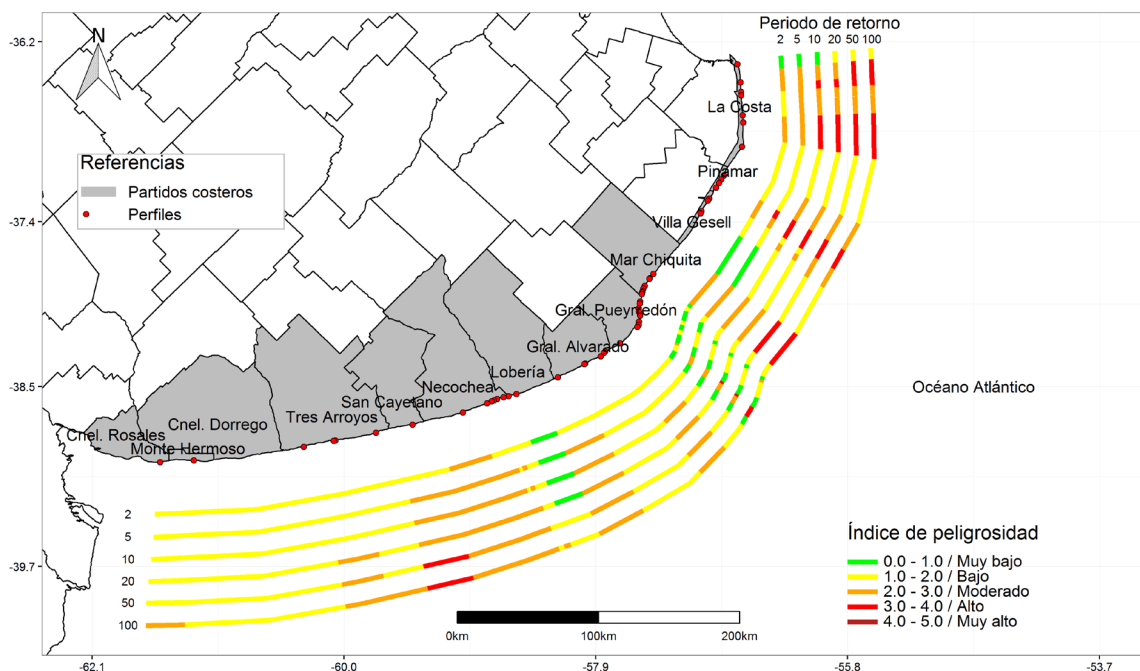 -36.2
-37.4
-38.5
-39.7
N
Periodo de retorno
2 5 10 20 50 100
La Costa
Referencias
Partidos costeros
Perfiles
Pinamar
Villa Gesell
Mar Chiquita
Gral. Pueyrredón
Gral. Alvarado
Lobería
Necochea
San Cayetano
Tres Arroyos
Cnel. Dorrego
Cnel. Rosales
Monte Hermoso
Océano Atlántico
2
5
10
20
50
100
Índice de peligrosidad
0.0 - 1.0 / Muy bajo
1.0 - 2.0 / Bajo
2.0 - 3.0 / Moderado
3.0 - 4.0 / Alto
4.0 - 5.0 / Muy alto
0km 100km 200km
-62.1 -60.0 -57.9 -55.8 -53.7